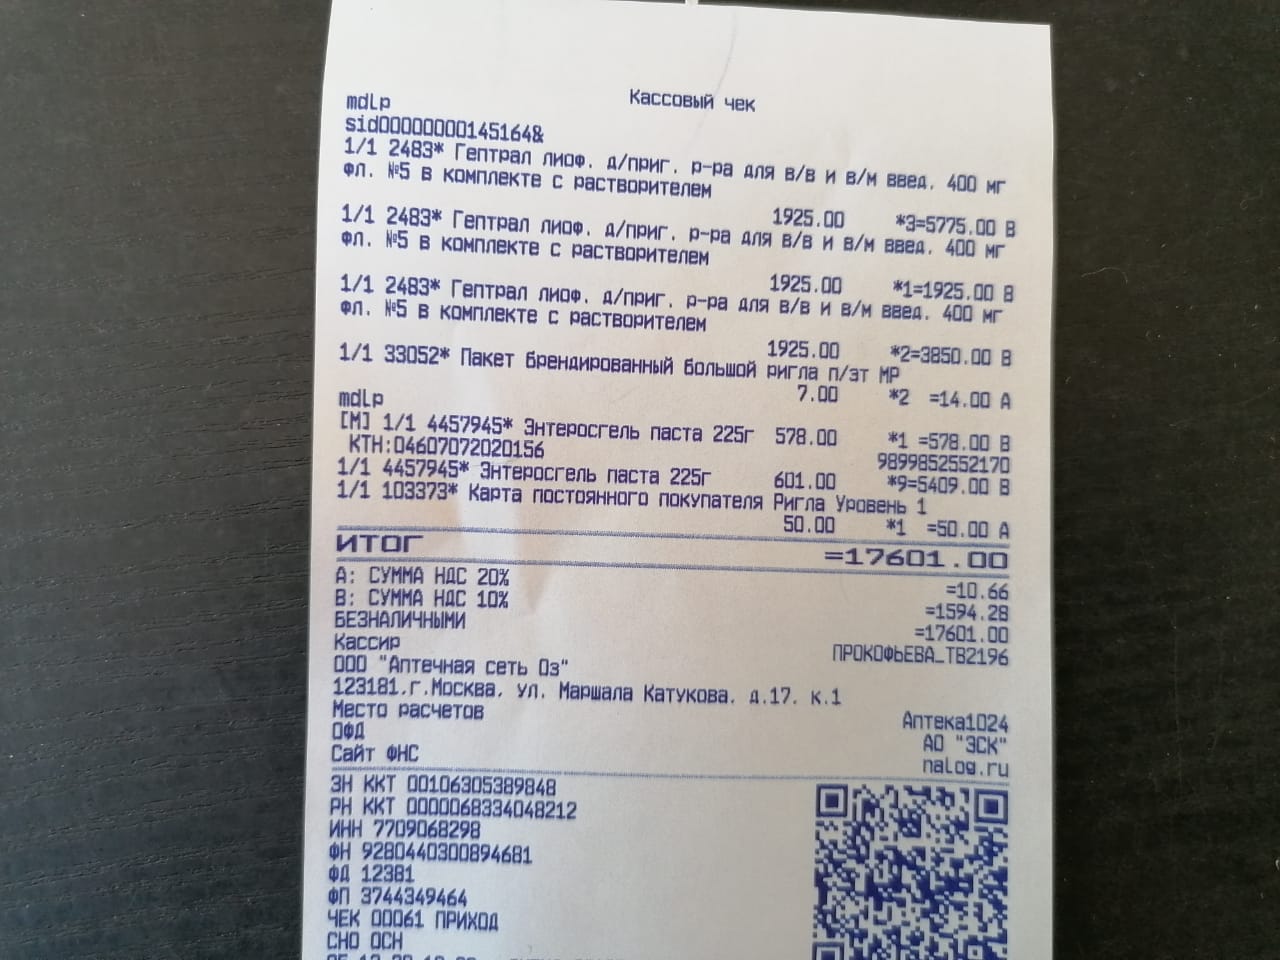 Кассовый чек
mdLp
sid00000000145164&
1/1 2483* Гептрал лиоф. д/приг. р-ра для в/в и в/м введ. 400 мг
фл. №5 в комплекте с растворителем
1925.00 *3=5775.00 В
1/1 2483* Гептрал лиоф. д/приг. р-ра для в/в и в/м введ. 400 мг
фл. №5 в комплекте с растворителем
1925.00 *1=1925.00 В
1/1 2483* Гептрал лиоф. д/приг. р-ра для в/в и в/м введ. 400 мг
фл. №5 в комплекте с растворителем
1925.00 *2=3850.00 В
1/1 33052* Пакет брендированный большой ригла п/эт МР
7.00 *2 =14.00 А
mdLp
[М] 1/1 4457945* Энтеросгель паста 225г 578.00 *1 =578.00 В
КТН:04607072020156 9899852552170
1/1 4457945* Энтеросгель паста 225г 601.00 *9=5409.00 В
1/1 103373* Карта постоянного покупателя Ригла Уровень 1
50.00 *1 =50.00 А
ИТОГ =17601.00
А: СУММА НДС 20% =10.66
В: СУММА НДС 10% =1594.28
БЕЗНАЛИЧНЫМИ =17601.00
Кассир ПРОКОФЬЕВА_ТВ2196
ООО "Аптечная сеть Оз"
123181,г.Москва, ул. Маршала Катукова, д.17, к.1
Место расчетов Аптека1024
ОФД АО "ЭСК"
Сайт ФНС nalog.ru
ЗН ККТ 00106305389848
РН ККТ 0000068334048212
ИНН 7709068298
ФН 9280440300894681
ФД 12381
ФП 3744349464
ЧЕК 00061 ПРИХОД
СНО ОСН